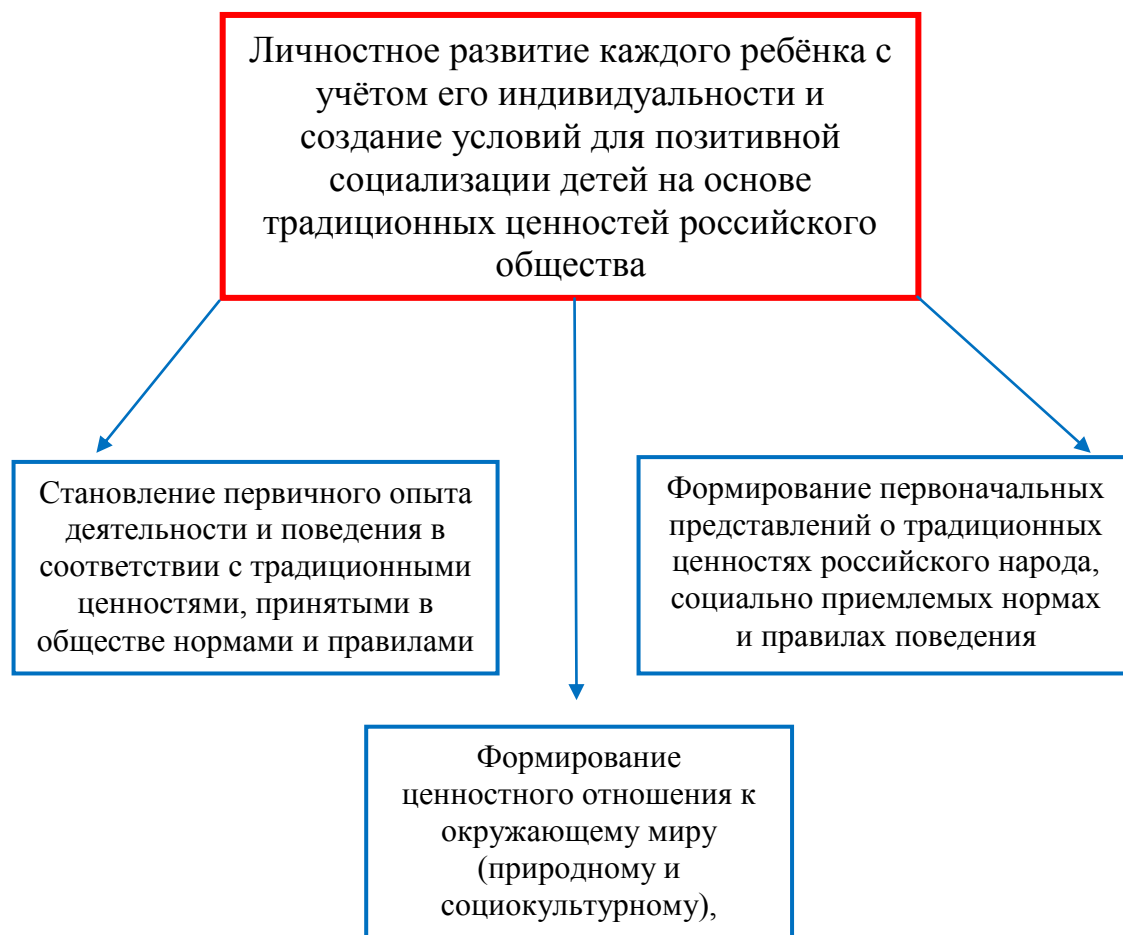 Личностное развитие каждого ребёнка с
учётом его индивидуальности и
создание условий для позитивной
социализации детей на основе
традиционных ценностей российского
общества
Становление первичного опыта
деятельности и поведения в
соответствии с традиционными
ценностями, принятыми в
обществе нормами и правилами
Формирование первоначальных
представлений о традиционных
ценностях российского народа,
социально приемлемых нормах
и правилах поведения
Формирование
ценностного отношения к
окружающему миру
(природному и
социокультурному),